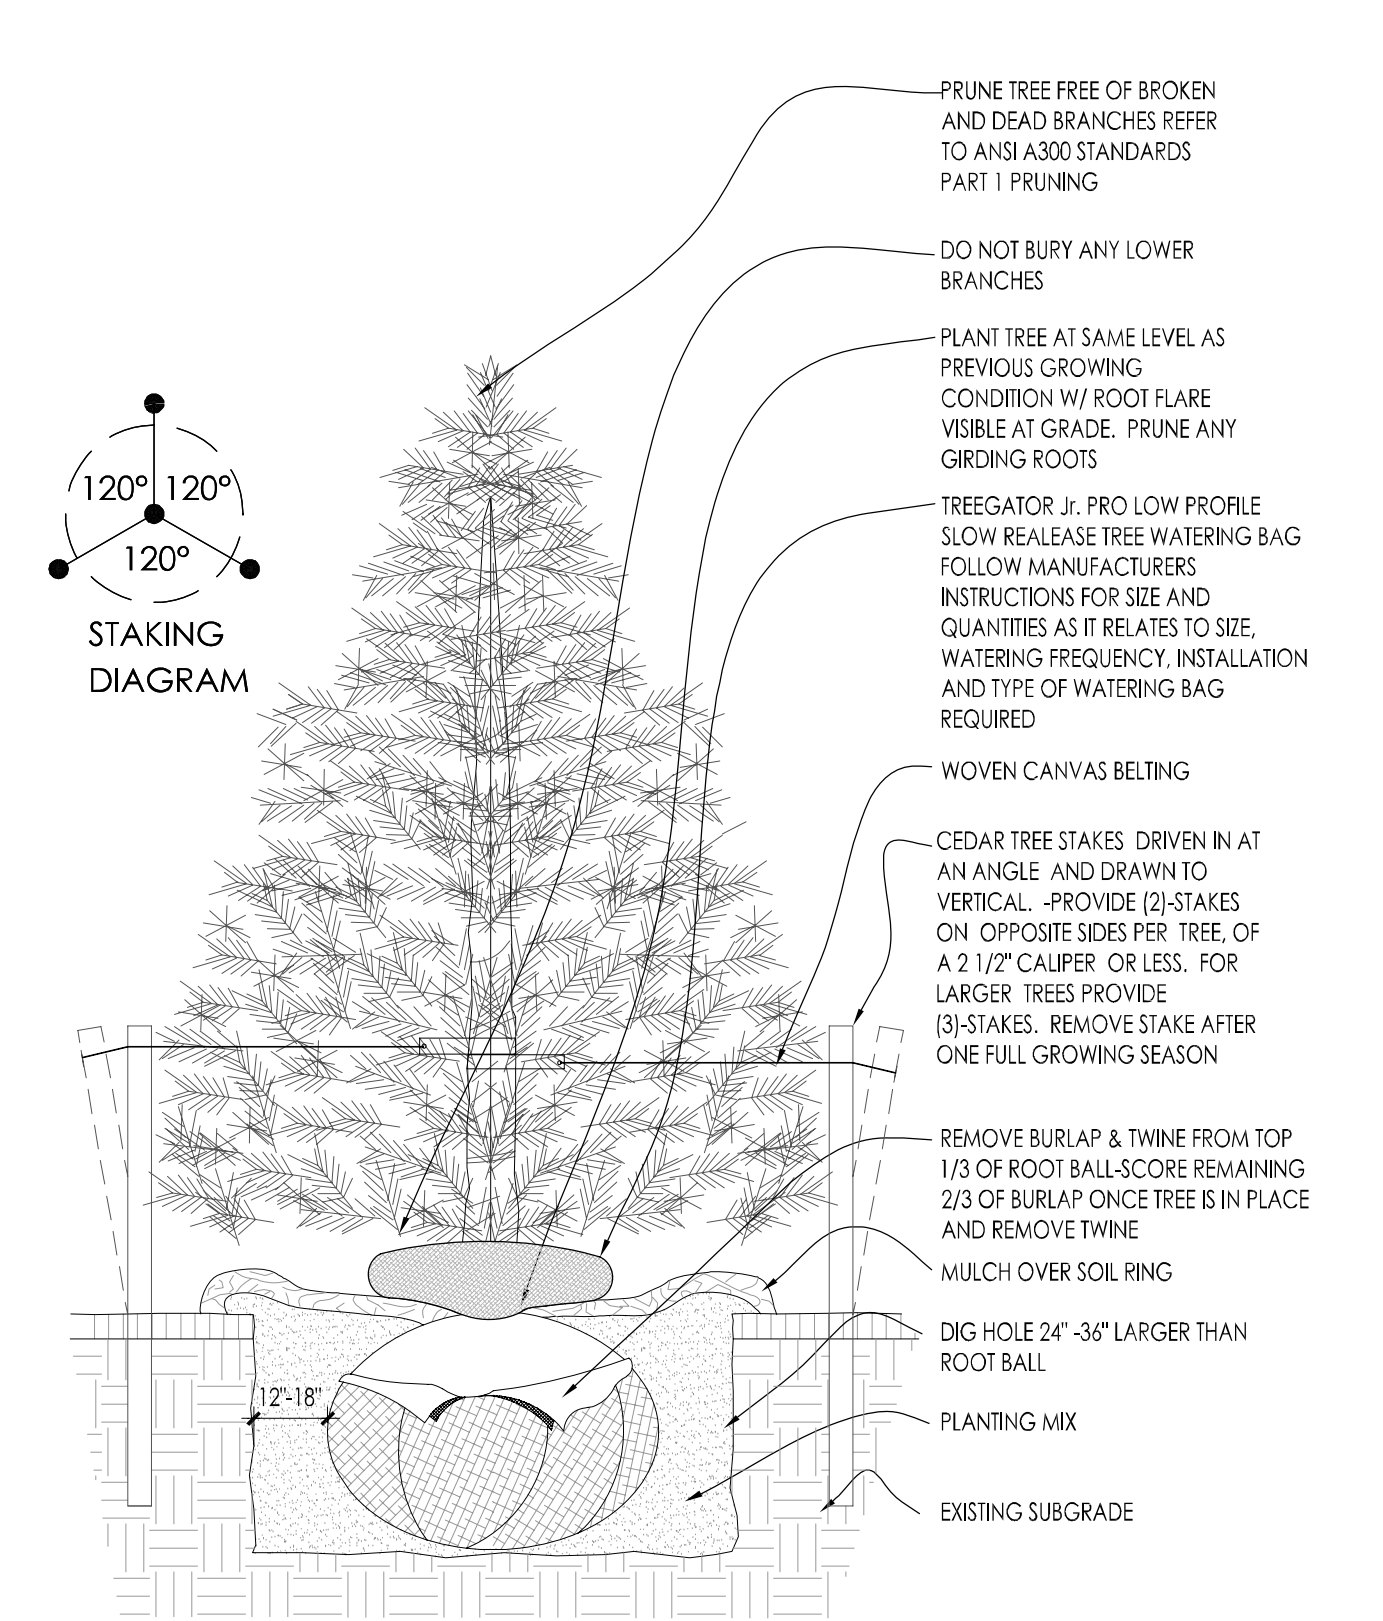 PRUNE TREE FREE OF BROKEN
AND DEAD BRANCHES REFER
TO ANSI A300 STANDARDS
PART 1 PRUNING
DO NOT BURY ANY LOWER
BRANCHES
PLANT TREE AT SAME LEVEL AS
PREVIOUS GROWING
CONDITION W/ ROOT FLARE
VISIBLE AT GRADE. PRUNE ANY
GIRDING ROOTS
TREEGATOR Jr. PRO LOW PROFILE
SLOW REALEASE TREE WATERING BAG
FOLLOW MANUFACTURERS
INSTRUCTIONS FOR SIZE AND
QUANTITIES AS IT RELATES TO SIZE,
WATERING FREQUENCY, INSTALLATION
AND TYPE OF WATERING BAG
REQUIRED
WOVEN CANVAS BELTING
CEDAR TREE STAKES DRIVEN IN AT
AN ANGLE AND DRAWN TO
VERTICAL. -PROVIDE (2)-STAKES
ON OPPOSITE SIDES PER TREE, OF
A 2 1/2" CALIPER OR LESS. FOR
LARGER TREES PROVIDE
(3)-STAKES. REMOVE STAKE AFTER
ONE FULL GROWING SEASON
REMOVE BURLAP & TWINE FROM TOP
1/3 OF ROOT BALL-SCORE REMAINING
2/3 OF BURLAP ONCE TREE IS IN PLACE
AND REMOVE TWINE
MULCH OVER SOIL RING
DIG HOLE 24" -36" LARGER THAN
ROOT BALL
PLANTING MIX
EXISTING SUBGRADE
120° 120°
120°
STAKING
DIAGRAM
12"-18"